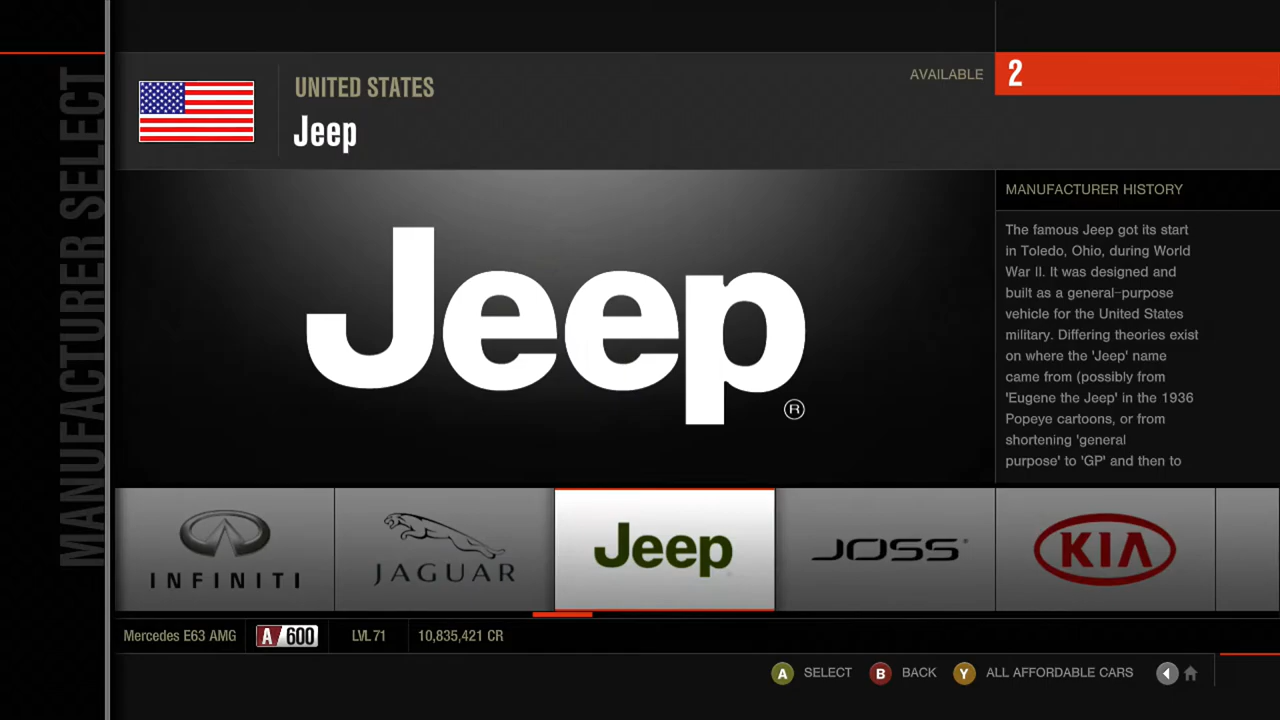 MANUFACTURER SELECT
UNITED STATES
Jeep
AVAILABLE
2
Jeep
®
MANUFACTURER HISTORY
The famous Jeep got its start
in Toledo, Ohio, during World
War II. It was designed and
built as a general-purpose
vehicle for the United States
military. Differing theories exist
on where the 'Jeep' name
came from (possibly from
'Eugene the Jeep' in the 1936
Popeye cartoons, or from
shortening 'general
purpose' to 'GP' and then to
INFINITI
JAGUAR
Jeep
JOSS
KIA
Mercedes E63 AMG
A 600
LVL 71
10,835,421 CR
A SELECT
B BACK
Y ALL AFFORDABLE CARS